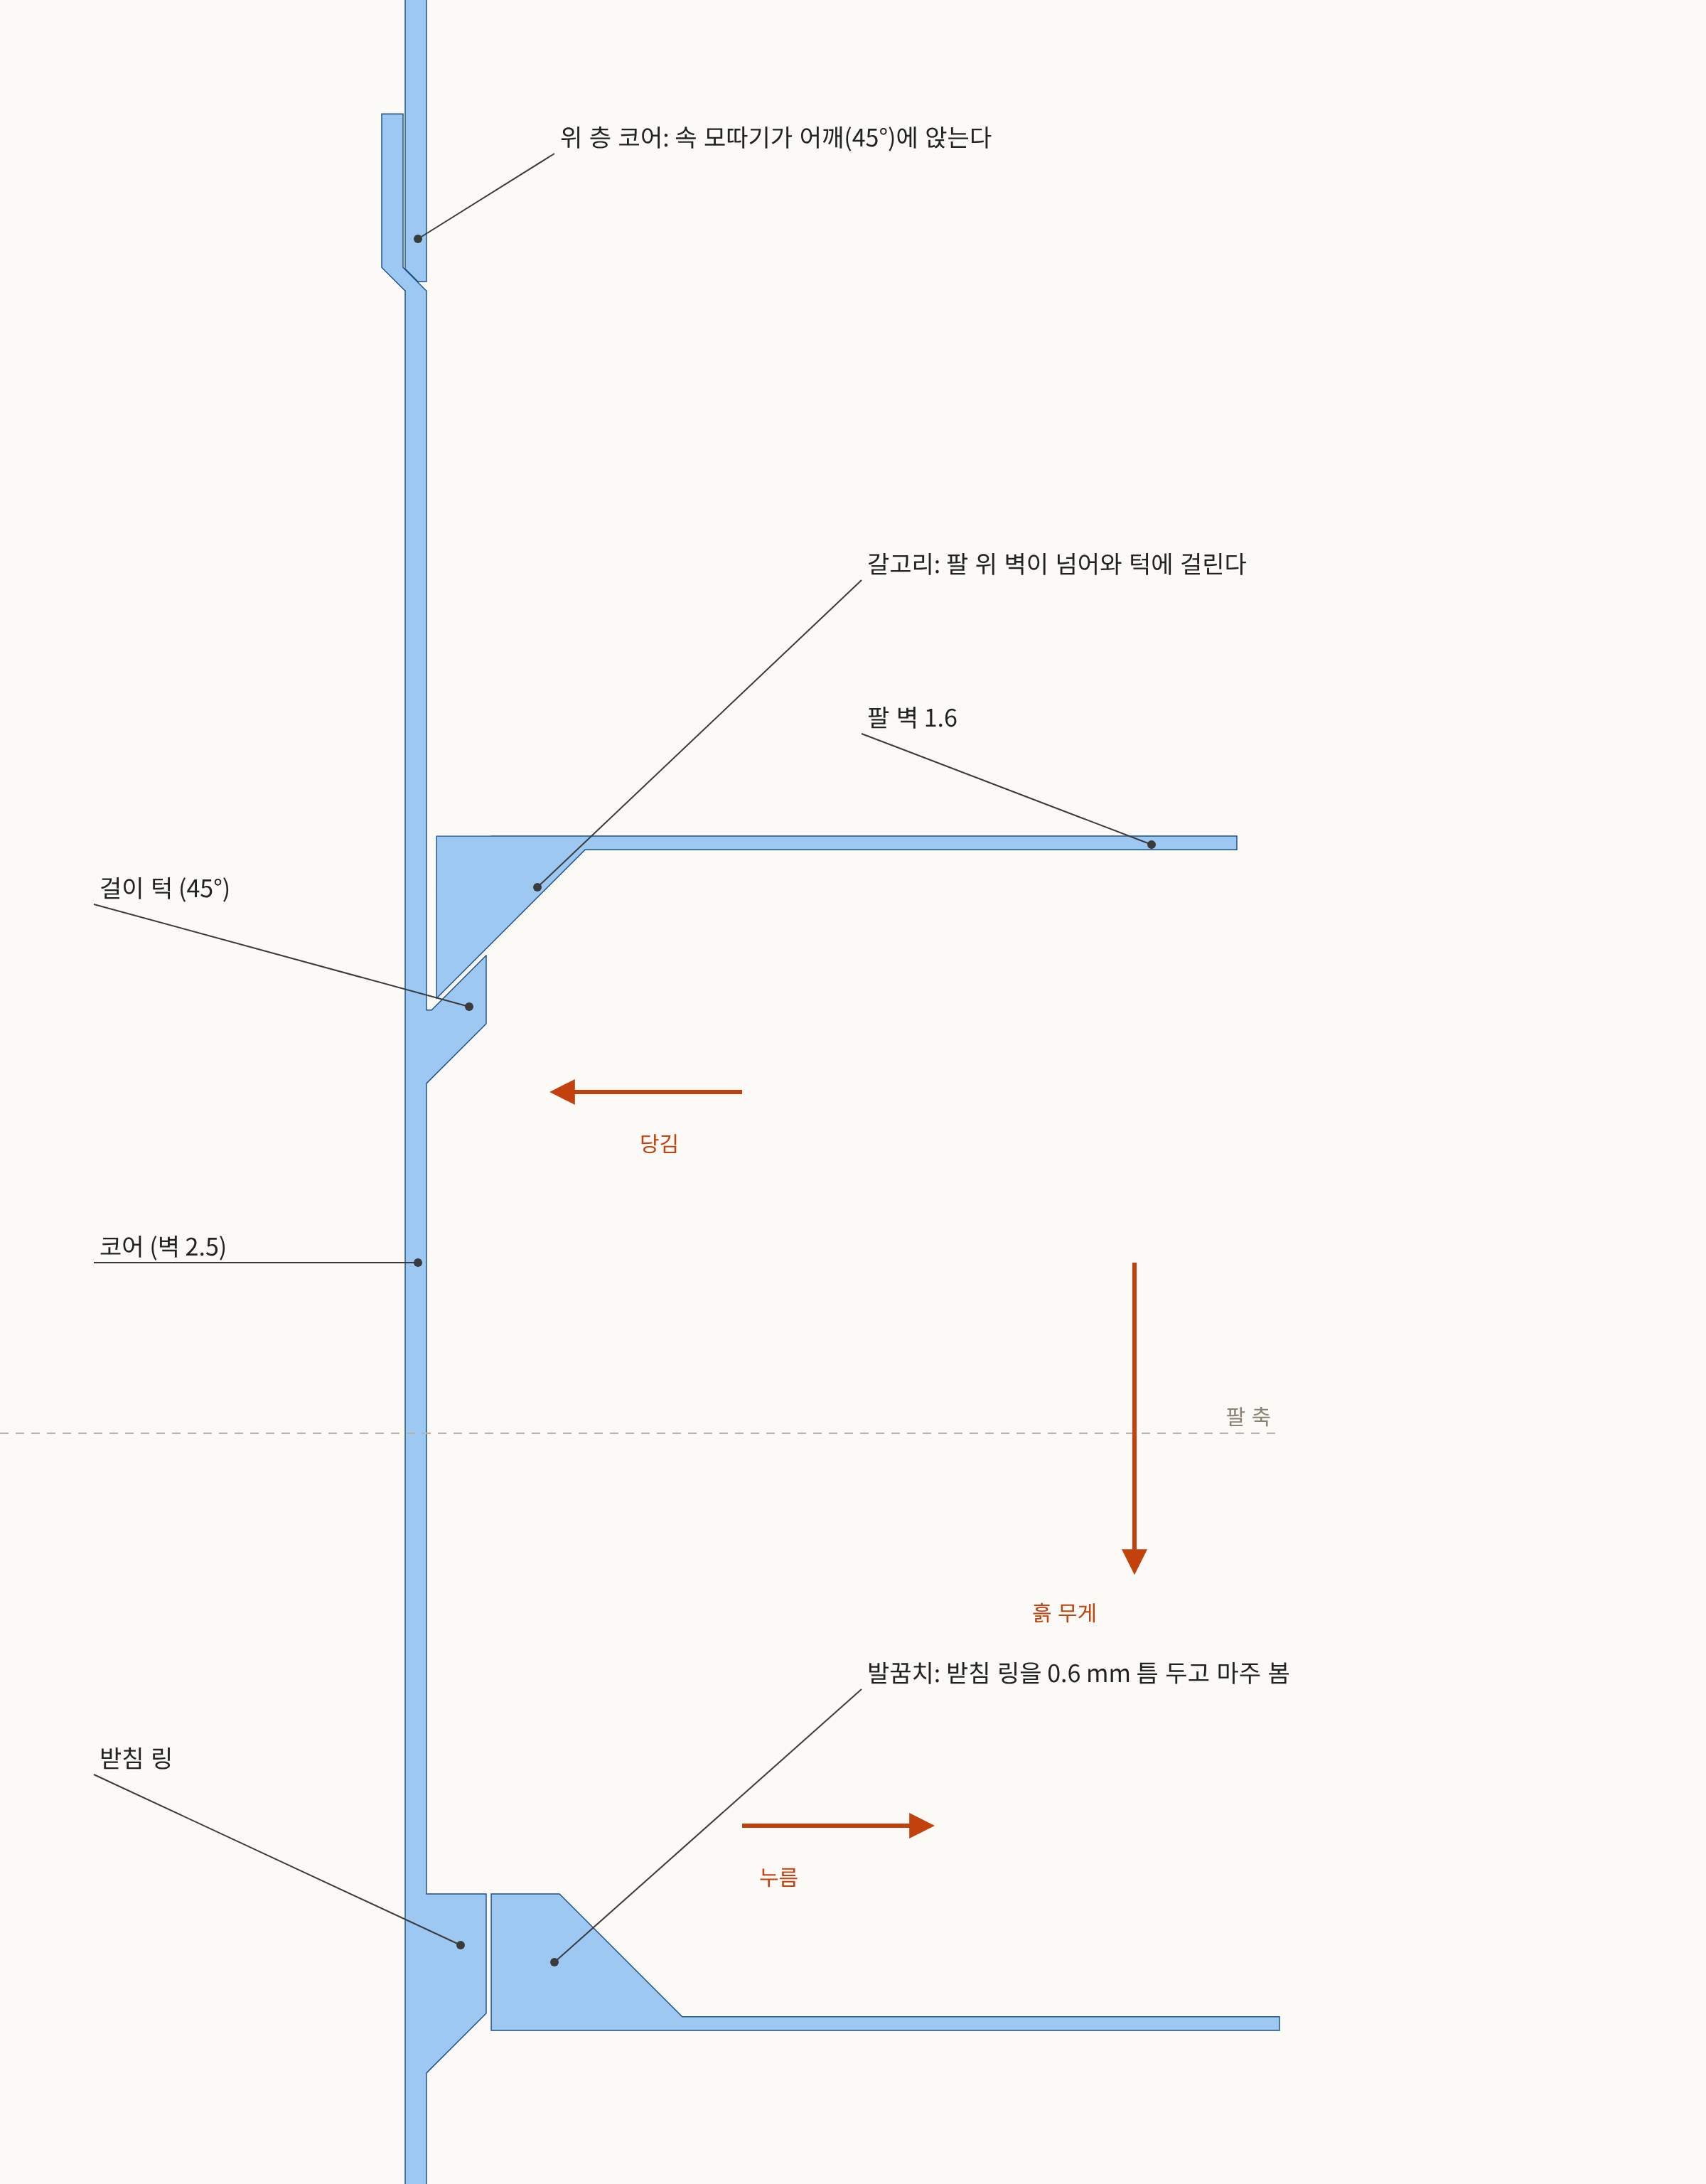 위 층 코어: 속 모따기가 어깨(45°)에 앉는다
갈고리: 팔 위 벽이 넘어와 턱에 걸린다
팔 벽 1.6
걸이 턱 (45°)
당김
코어 (벽 2.5)
팔 축
흙 무게
발꿈치: 받침 링을 0.6 mm 틈 두고 마주 봄
받침 링
누름